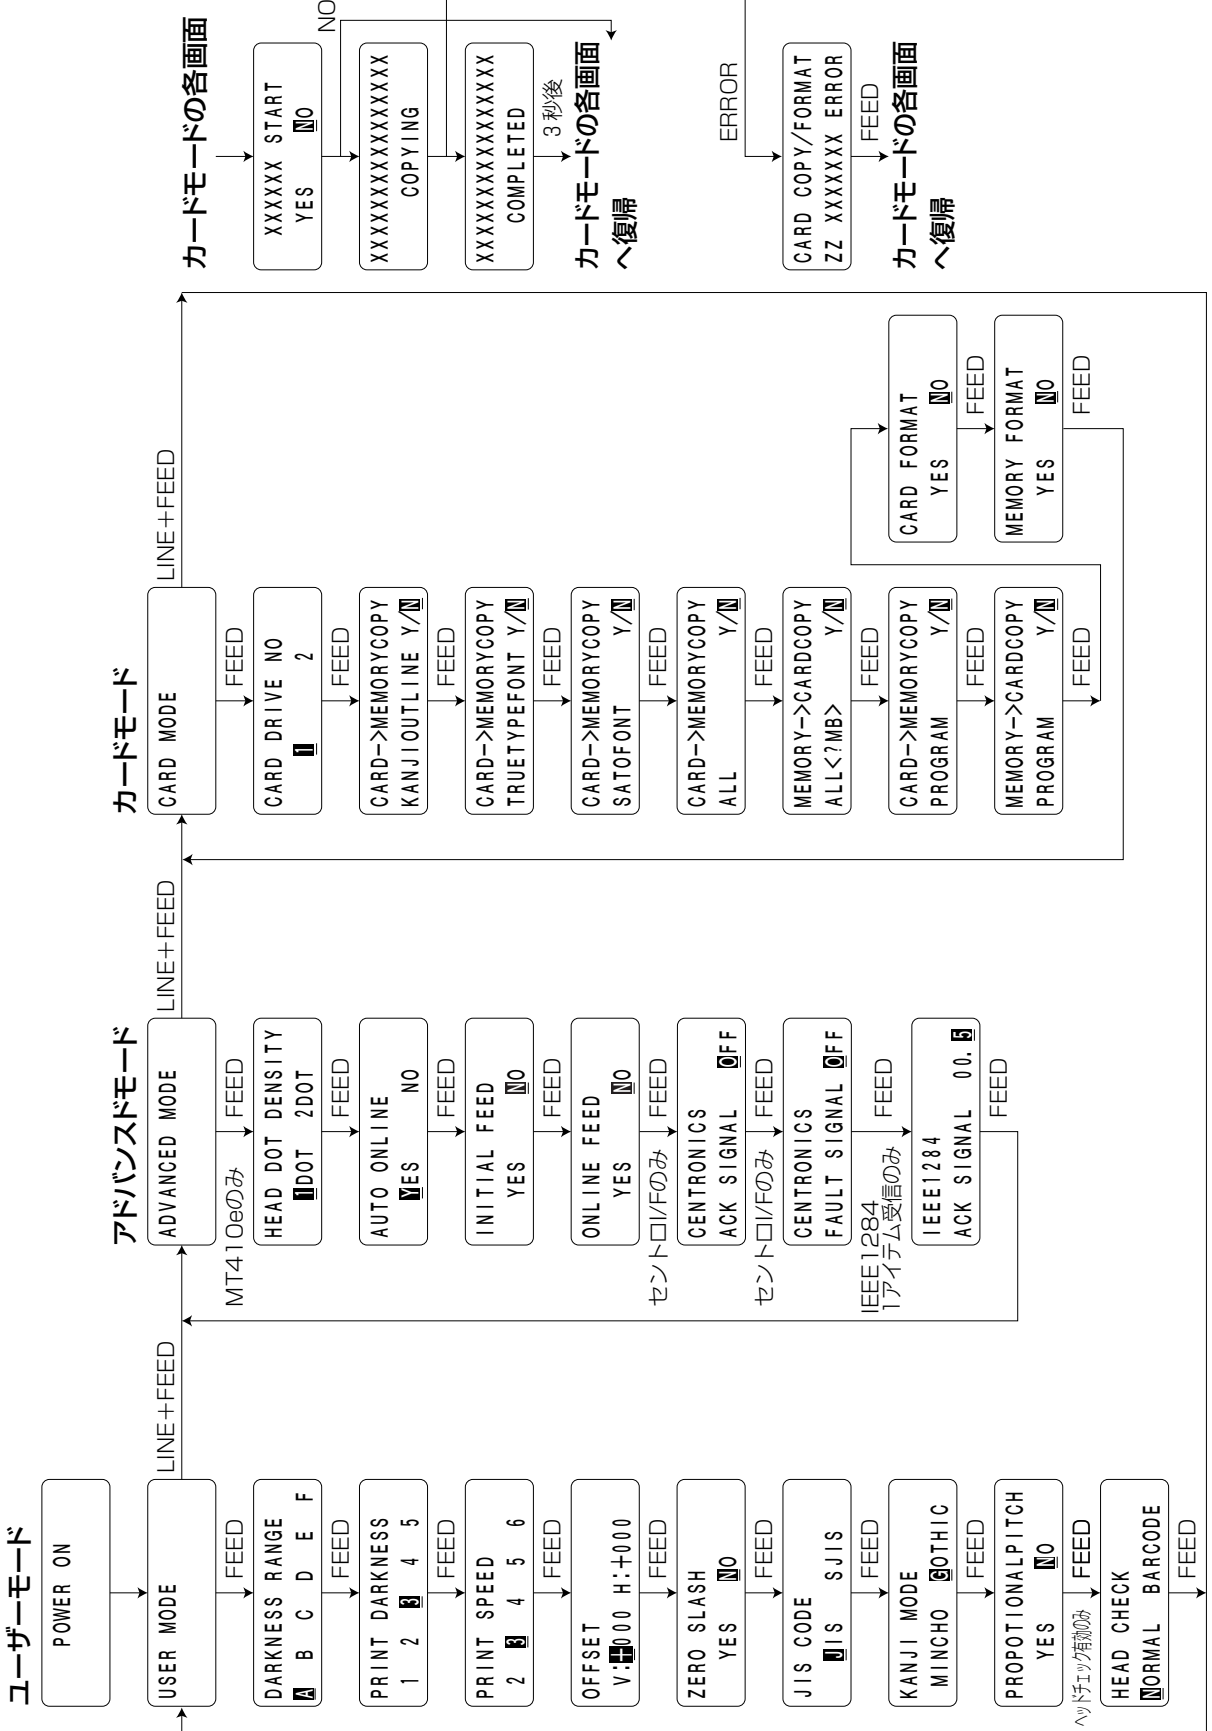 ユーザーモード
POWER ON
USER MODE
LINE+FEED
FEED
DARKNESS RANGE
A B C D E F
FEED
PRINT DARKNESS
1 2 3 4 5
FEED
PRINT SPEED
2 3 4 5 6
FEED
OFFSET
V:+000 H:+000
FEED
ZERO SLASH
YES NO
FEED
JIS CODE
JIS SJIS
FEED
KANJI MODE
MINCHO GOTHIC
FEED
PROPOTIONALPITCH
YES NO
ヘッドチェック有効のみ
FEED
HEAD CHECK
NORMAL BARCODE
FEED
アドバンスドモード
ADVANCED MODE
LINE+FEED
MT410eのみ
FEED
HEAD DOT DENSITY
1DOT 2DOT
FEED
AUTO ONLINE
YES NO
FEED
INITIAL FEED
YES NO
FEED
ONLINE FEED
YES NO
セントロI/Fのみ
FEED
CENTRONICS
ACK SIGNAL OFF
セントロI/Fのみ
FEED
CENTRONICS
FAULT SIGNAL OFF
IEEE1284
1アイテム受信のみ
FEED
IEEE1284
ACK SIGNAL 00.5
FEED
カードモード
CARD MODE
LINE+FEED
FEED
CARD DRIVE NO
1 2
FEED
CARD->MEMORYCOPY
KANJIOUTLINE Y/N
FEED
CARD->MEMORYCOPY
TRUETYPEFONT Y/N
FEED
CARD->MEMORYCOPY
SATOFONT Y/N
FEED
CARD->MEMORYCOPY
ALL Y/N
FEED
MEMORY->CARDCOPY
ALL<?MB> Y/N
FEED
CARD->MEMORYCOPY
PROGRAM Y/N
FEED
MEMORY->CARDCOPY
PROGRAM Y/N
FEED
CARD FORMAT
YES NO
FEED
MEMORY FORMAT
YES NO
FEED
カードモードの各画面
XXXXXX START
YES NO
NO
XXXXXXXXXXXXXXXX
COPYING
XXXXXXXXXXXXXXXX
COMPLETED
3秒後
カードモードの各画面
へ復帰
ERROR
CARD COPY/FORMAT
ZZ XXXXXX ERROR
FEED
カードモードの各画面
へ復帰